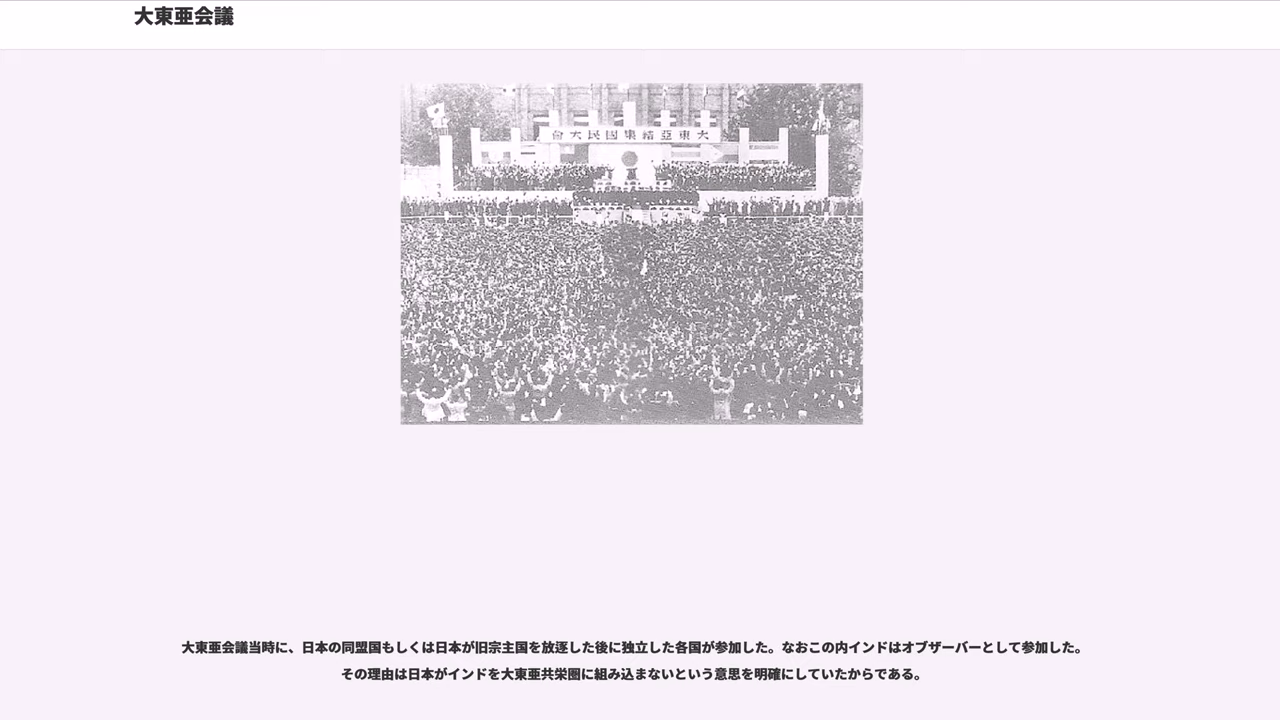 大東亜会議
大東亞結集國民大會
大東亜会議当時に、日本の同盟国もしくは日本が旧宗主国を放逐した後に独立した各国が参加した。なおこの内インドはオブザーバーとして参加した。
その理由は日本がインドを大東亜共栄圏に組み込まないという意思を明確にしていたからである。